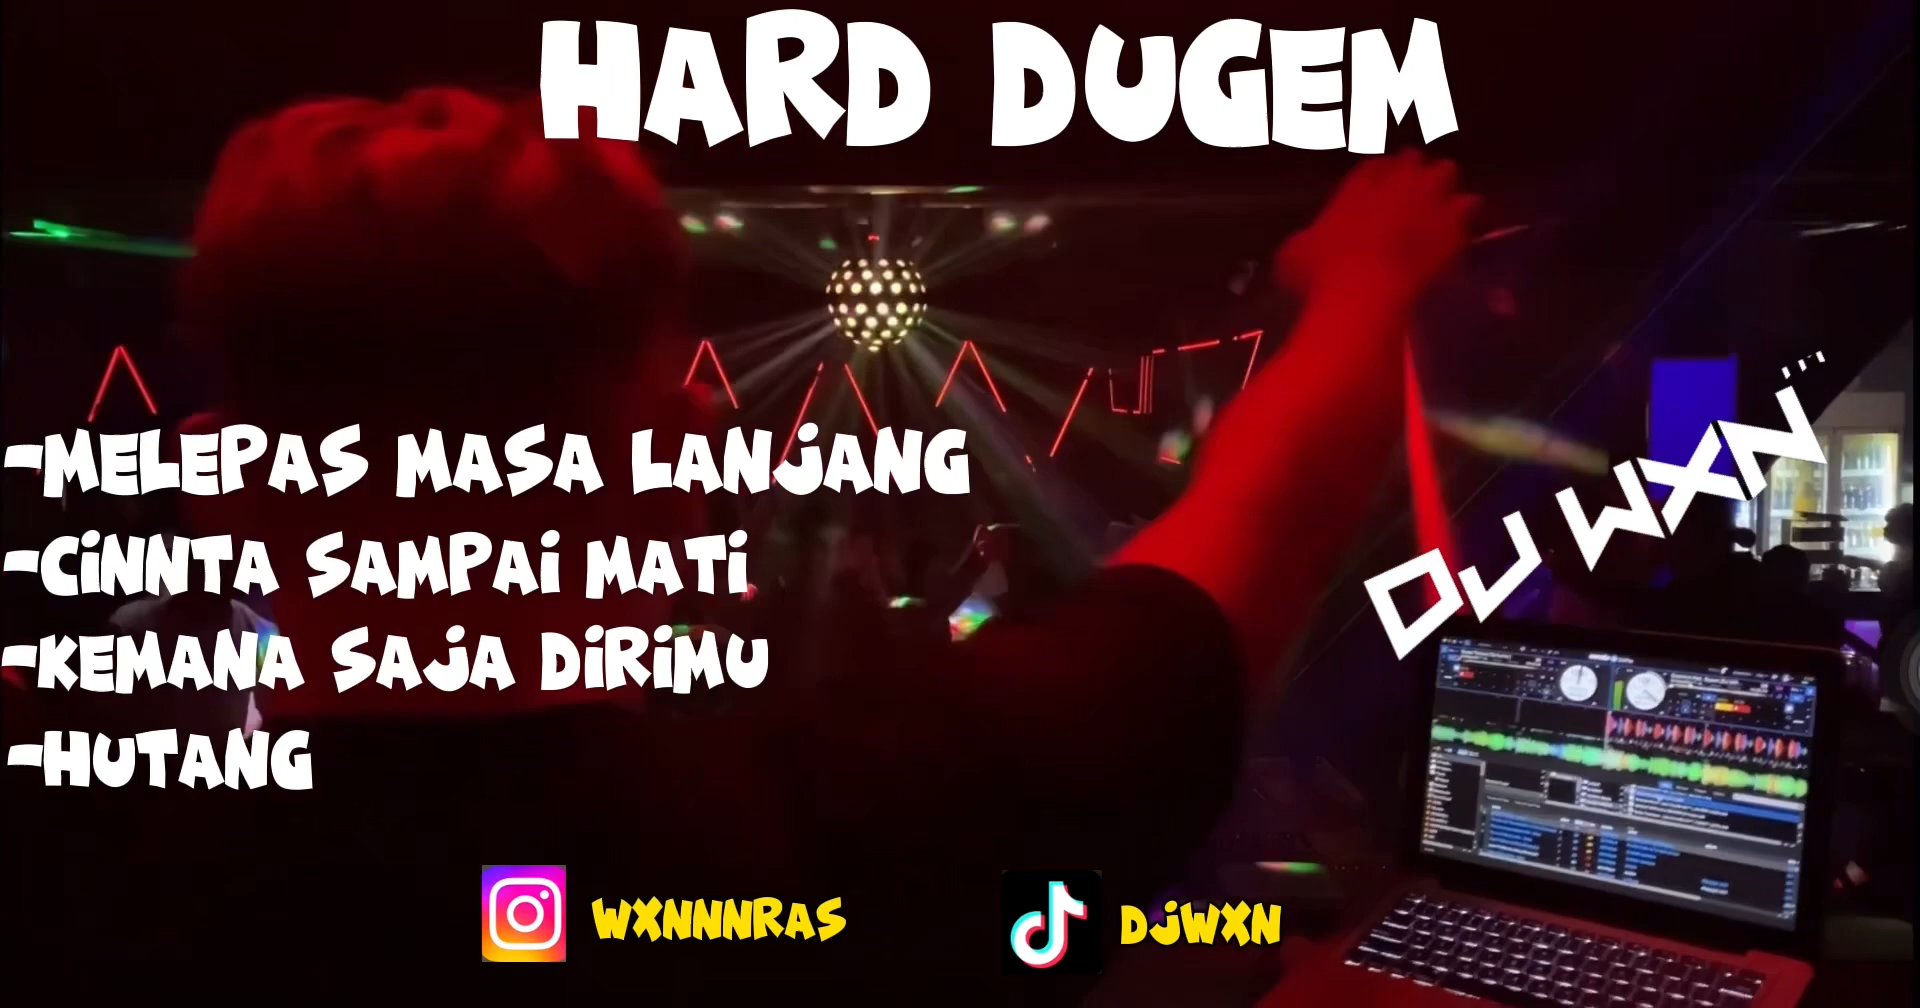 HARD DUGEM
DJ WXN
-MELEPAS MASA LANJANG
-CINNTA SAMPAI MATI
-KEMANA SAJA DIRIMU
-HUTANG
WXNNNRAS
DJWXN